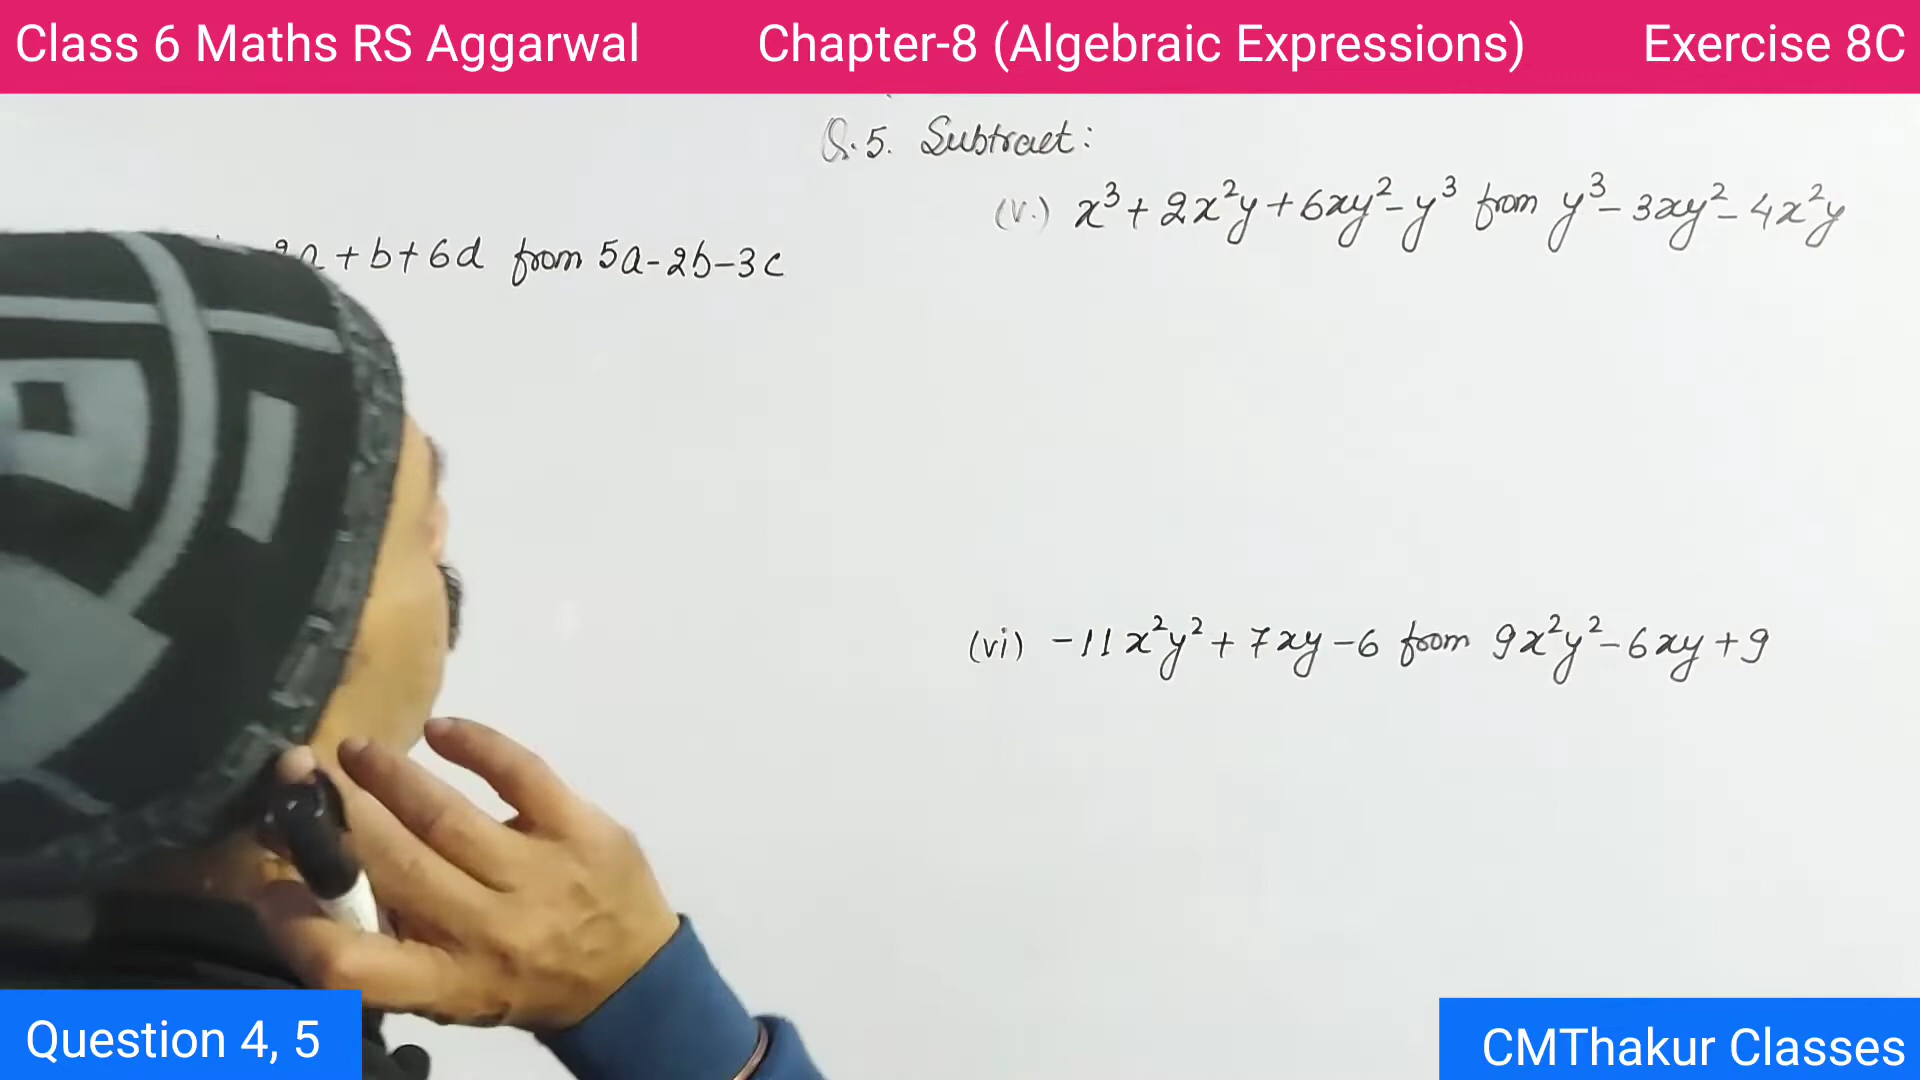 Class 6 Maths RS Aggarwal Chapter-8 (Algebraic Expressions) Exercise 8C
Q.5. Subtract:
(v.) x³ + 2x²y + 6xy² - y³ from y³ - 3xy² - 4x²y
+ b + 6d from 5a - 2b - 3c
(vi) -11x²y² + 7xy - 6 from 9x²y² - 6xy + 9
Question 4, 5
CMThakur Classes